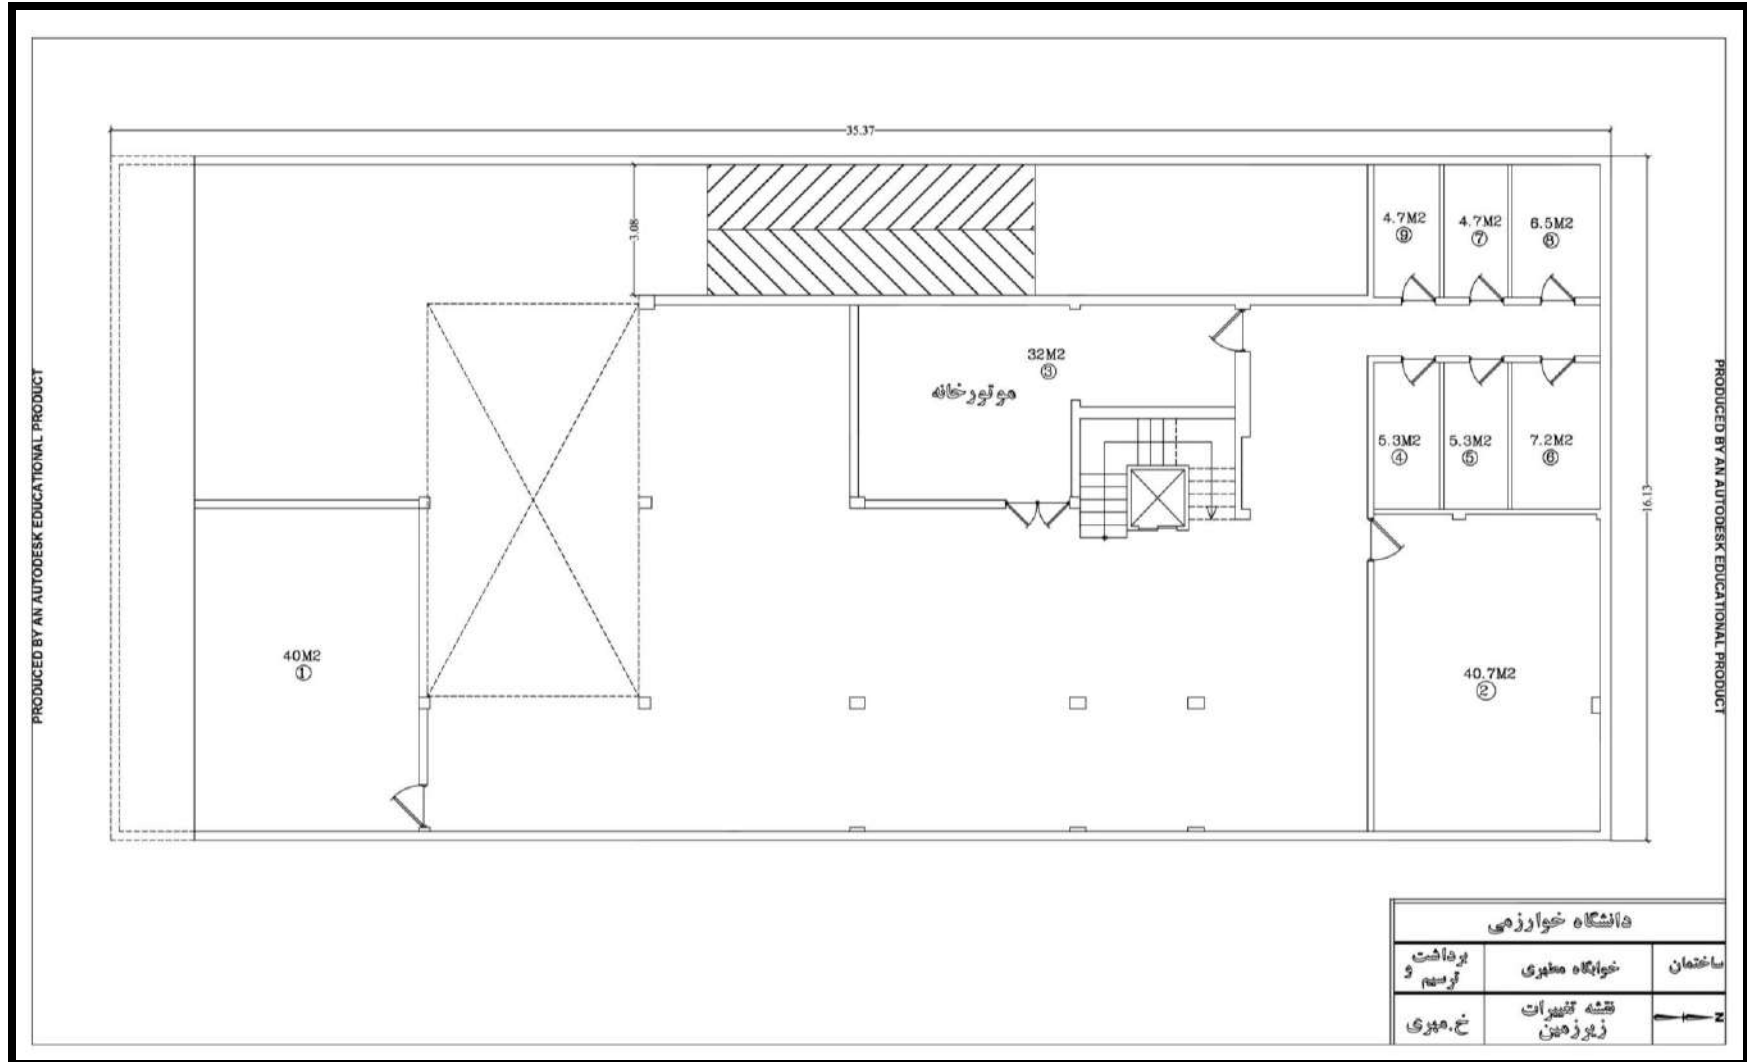 35.37
3.08
4.7M2
⑨
4.7M2
⑦
6.5M2
⑧
32M2
③
موتورخانه
5.3M2
④
5.3M2
⑤
7.2M2
⑥
16.13
40M2
①
40.7M2
②
PRODUCED BY AN AUTODESK EDUCATIONAL PRODUCT
PRODUCED BY AN AUTODESK EDUCATIONAL PRODUCT
دانشگاه خوارزمی
ساختمان
خوابگاه مطهری
برداشت و
ترسیم
N
نقشه تغییرات
زیرزمین
خ.میری